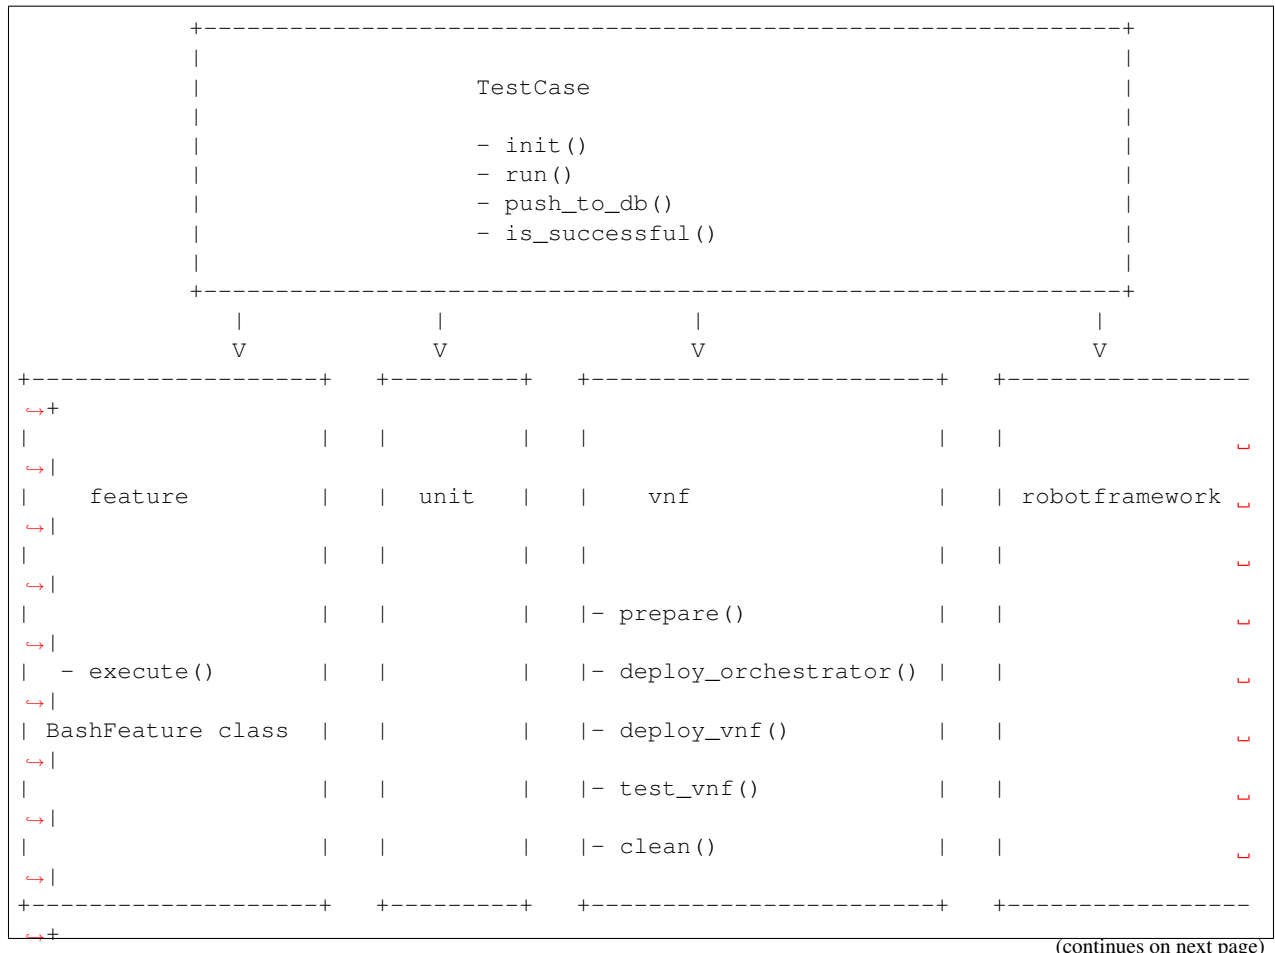 +----------------------------------------------------------------+
|                                                                |
|                   TestCase                                     |
|                                                                |
|                   - init()                                     |
|                   - run()                                      |
|                   - push_to_db()                               |
|                   - is_successful()                            |
|                                                                |
+----------------------------------------------------------------+
|             |                 |                           |
V             V                 V                           V
+--------------------+   +---------+   +------------------------+   +-----------------
↪+
|                    |   |         |   |                        |   |                ␣
↪|
|    feature         |   |  unit   |   |    vnf                 |   | robotframework ␣
↪|
|                    |   |         |   |                        |   |                ␣
↪|
|                    |   |         |   |- prepare()             |   |                ␣
↪|
|  - execute()       |   |         |   |- deploy_orchestrator() |   |                ␣
↪|
| BashFeature class  |   |         |   |- deploy_vnf()          |   |                ␣
↪|
|                    |   |         |   |- test_vnf()            |   |                ␣
↪|
|                    |   |         |   |- clean()               |   |                ␣
↪|
+--------------------+   +---------+   +------------------------+   +-----------------
↪+
(continues on next page)